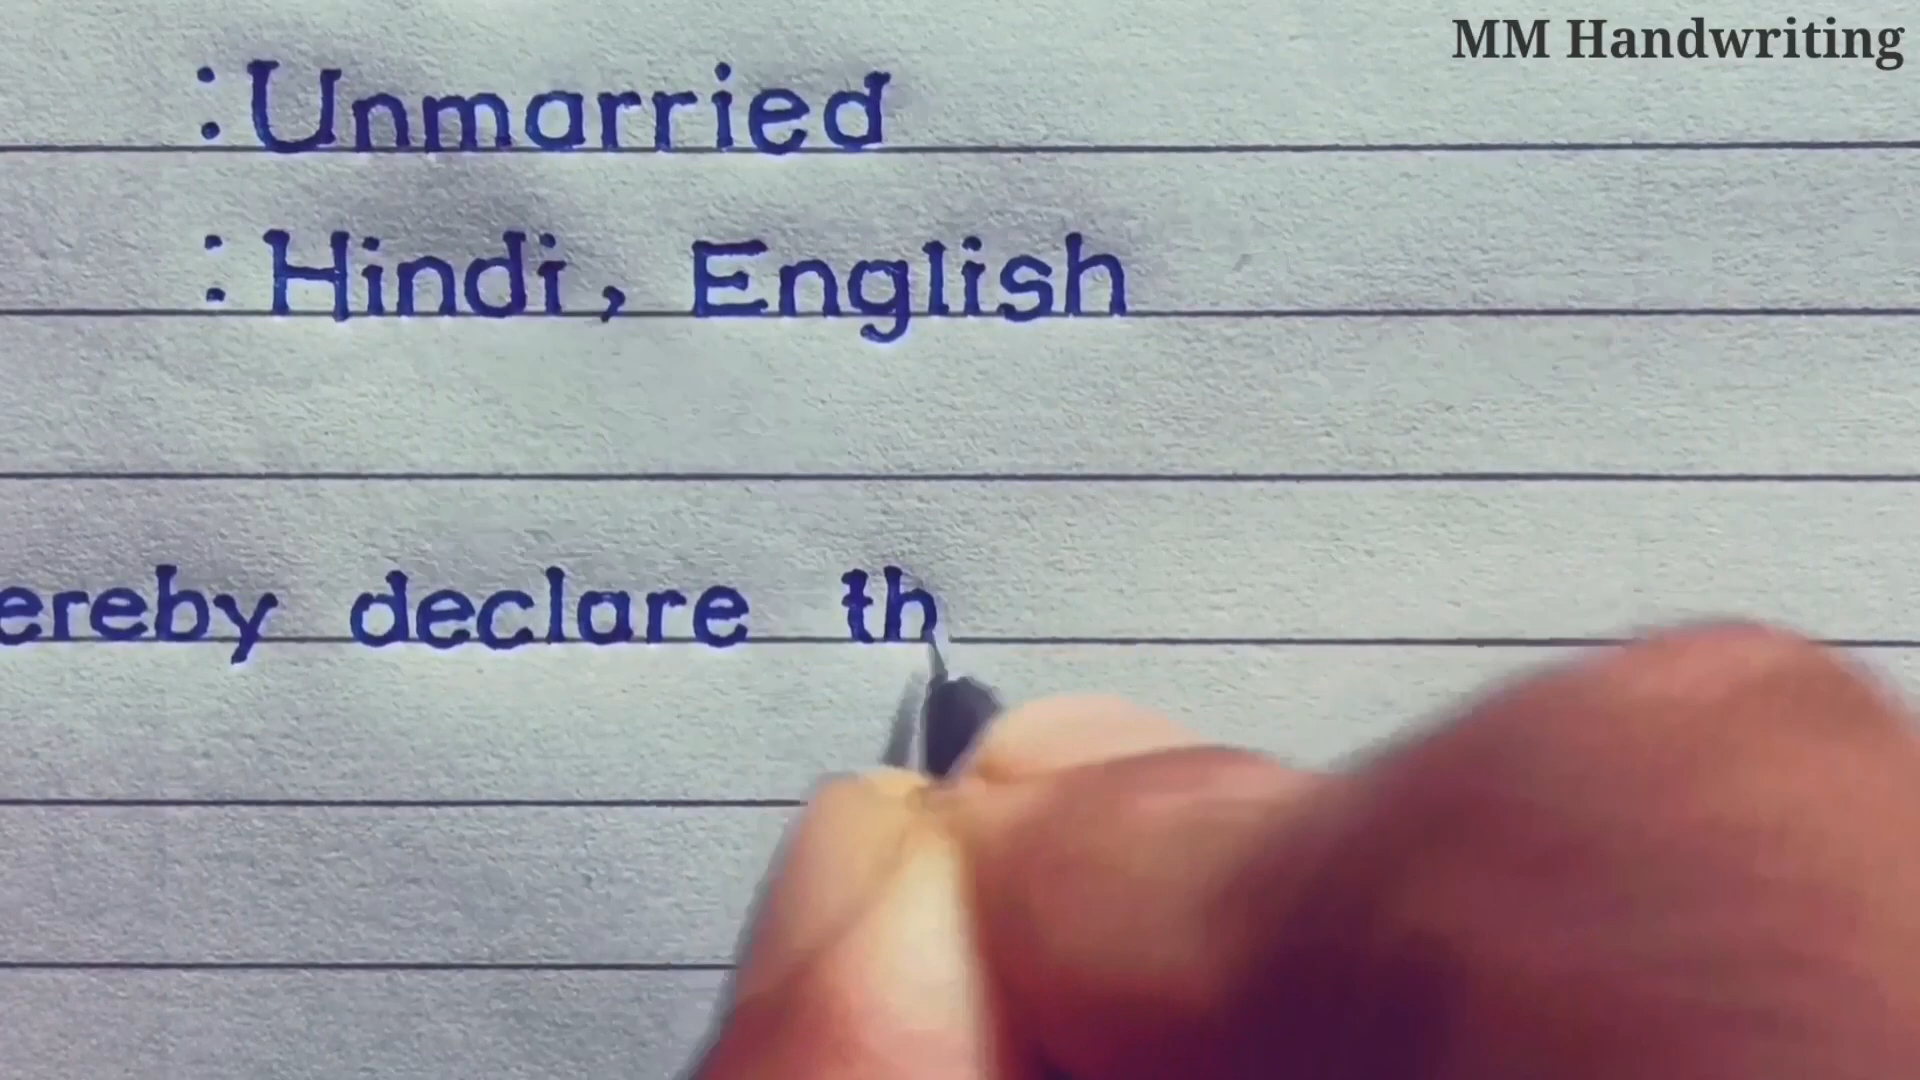 MM Handwriting
: Unmarried
: Hindi, English
ereby declare th